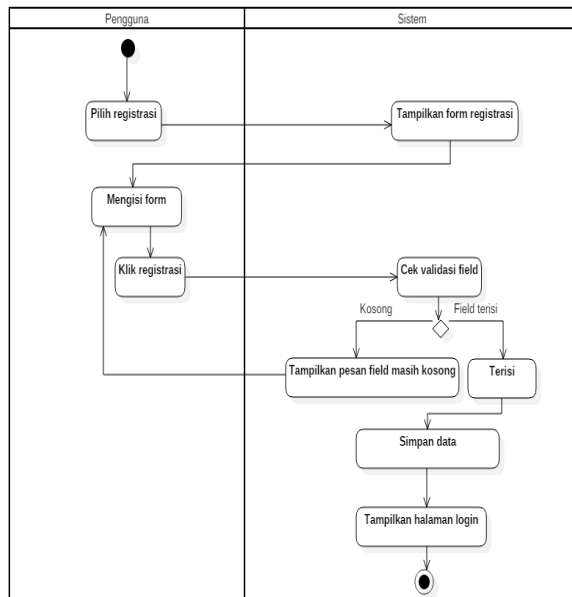 Pengguna
Sistem
Pilih registrasi
Tampilkan form registrasi
Mengisi form
Klik registrasi
Cek validasi field
Kosong
Field terisi
Tampilkan pesan field masih kosong
Terisi
Simpan data
Tampilkan halaman login